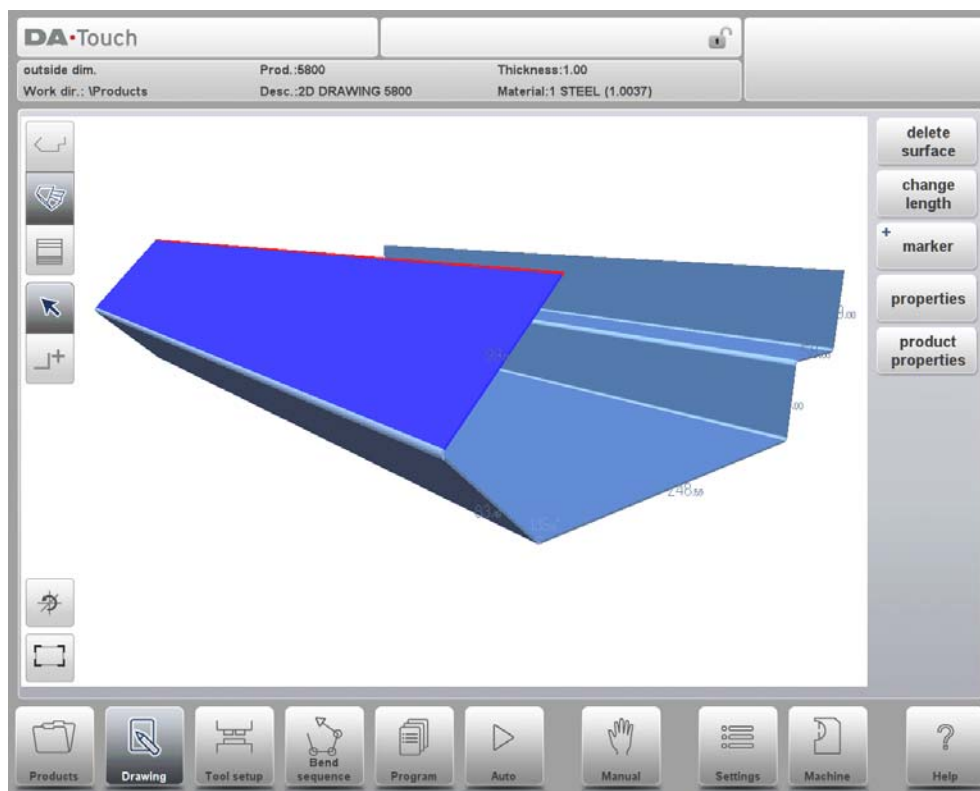 DA•Touch
outside dim. Prod.:5800 Thickness:1.00
Work dir.: \Products Desc.:2D DRAWING 5800 Material:1 STEEL (1.0037)
delete
surface
change
length
+ marker
properties
product
properties
248.55
.00
Products
Drawing
Tool setup
Bend
sequence
Program
Auto
Manual
Settings
Machine
Help